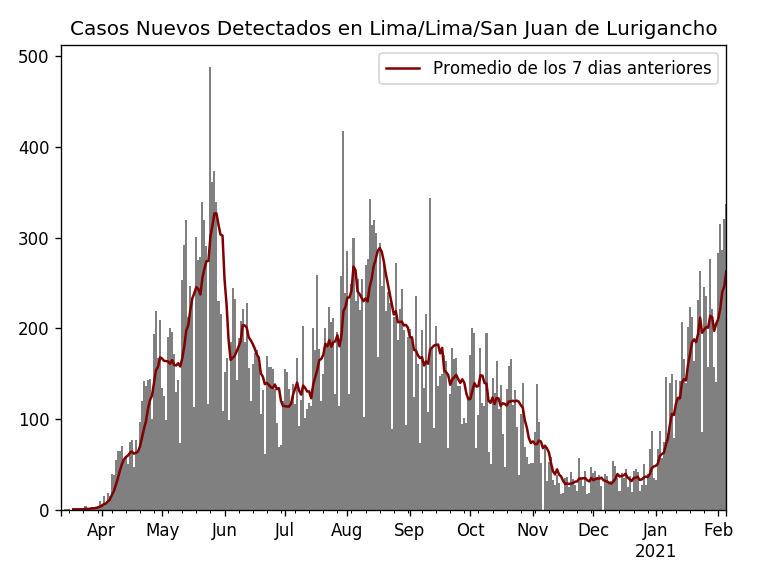 Casos Nuevos Detectados en Lima/Lima/San Juan de Lurigancho
Promedio de los 7 dias anteriores
500
400
300
200
100
0
Apr May Jun Jul Aug Sep Oct Nov Dec Jan Feb
2021